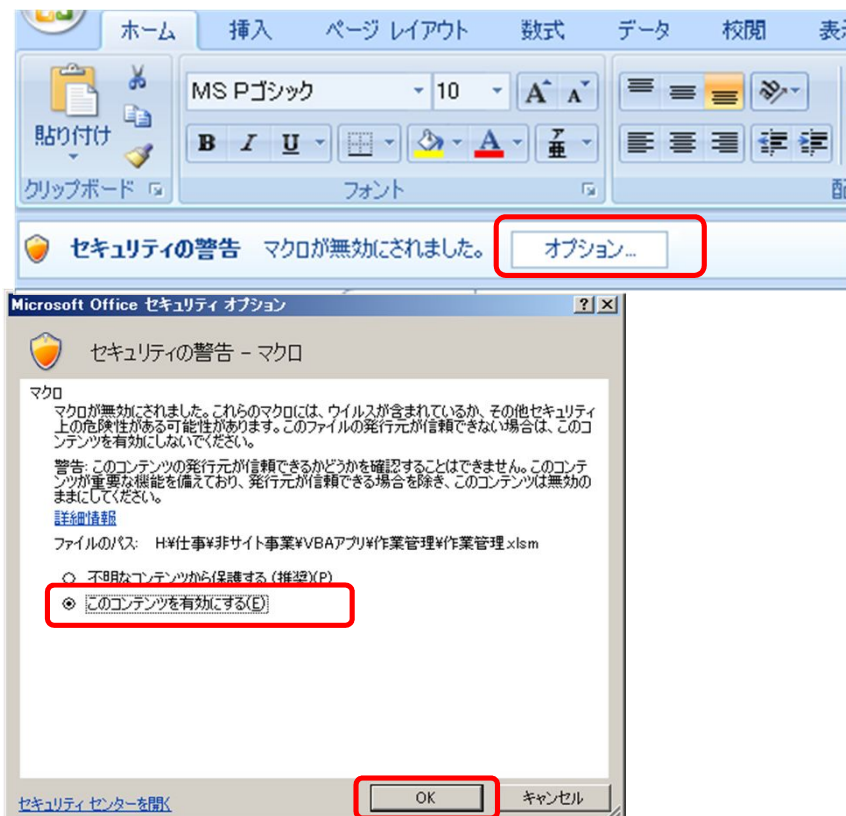 ホーム 挿入 ページ レイアウト 数式 データ 校閲
MS Pゴシック 10 A A
貼り付け B I U A ア亜
クリップボード フォント
セキュリティの警告 マクロが無効にされました。 オプション...
Microsoft Office セキュリティ オプション ? ×
セキュリティの警告 - マクロ
マクロ
マクロが無効にされました。これらのマクロには、ウイルスが含まれているか、その他セキュリティ
上の危険性がある可能性があります。このファイルの発行元が信頼できない場合は、このコ
ンテンツを有効にしないでください。
警告: このコンテンツの発行元が信頼できるかどうかを確認することはできません。このコンテ
ンツが重要な機能を備えており、発行元が信頼できる場合を除き、このコンテンツは無効の
ままにしてください。
詳細情報
ファイルのパス: H:¥仕事¥非サイト事業¥VBAアプリ¥作業管理¥作業管理.xlsm
不明なコンテンツから保護する (推奨)(P)
このコンテンツを有効にする(E)
セキュリティ センターを開く OK キャンセル